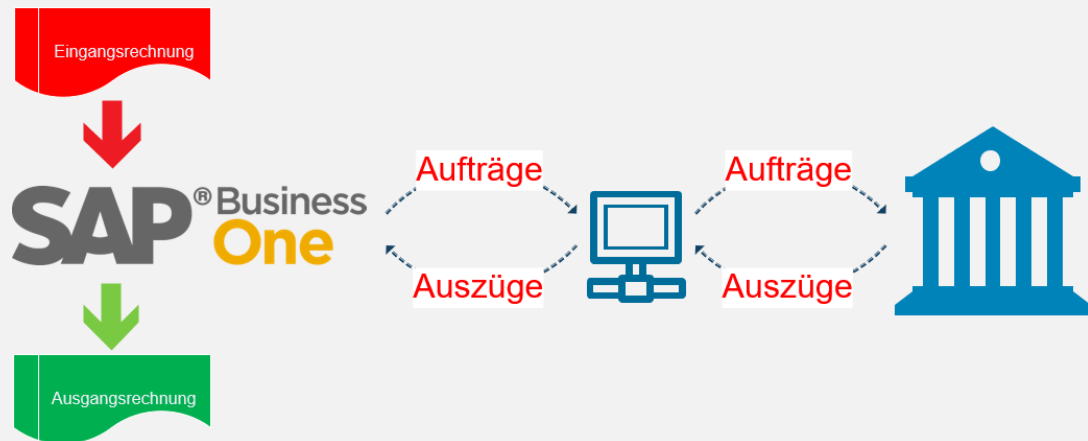 Eingangsrechnung
SAP® Business
One
Aufträge
Aufträge
Auszüge
Auszüge
Ausgangsrechnung